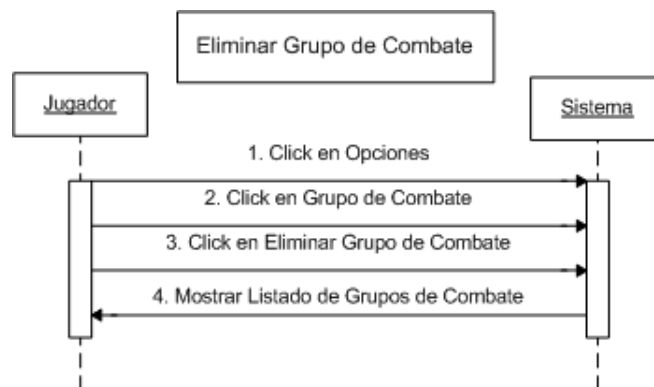 Eliminar Grupo de Combate
Jugador
Sistema
1. Click en Opciones
2. Click en Grupo de Combate
3. Click en Eliminar Grupo de Combate
4. Mostrar Listado de Grupos de Combate